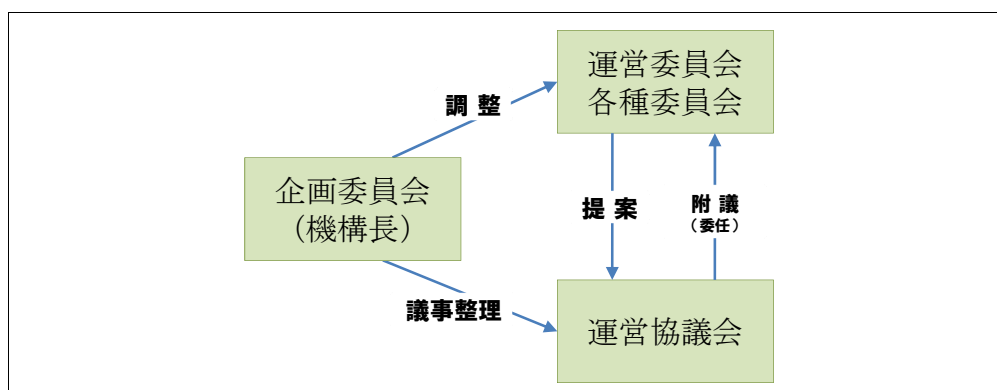 運営委員会
各種委員会
調 整
企画委員会
（機構長）
提 案
附 議
（委任）
議事整理
運営協議会